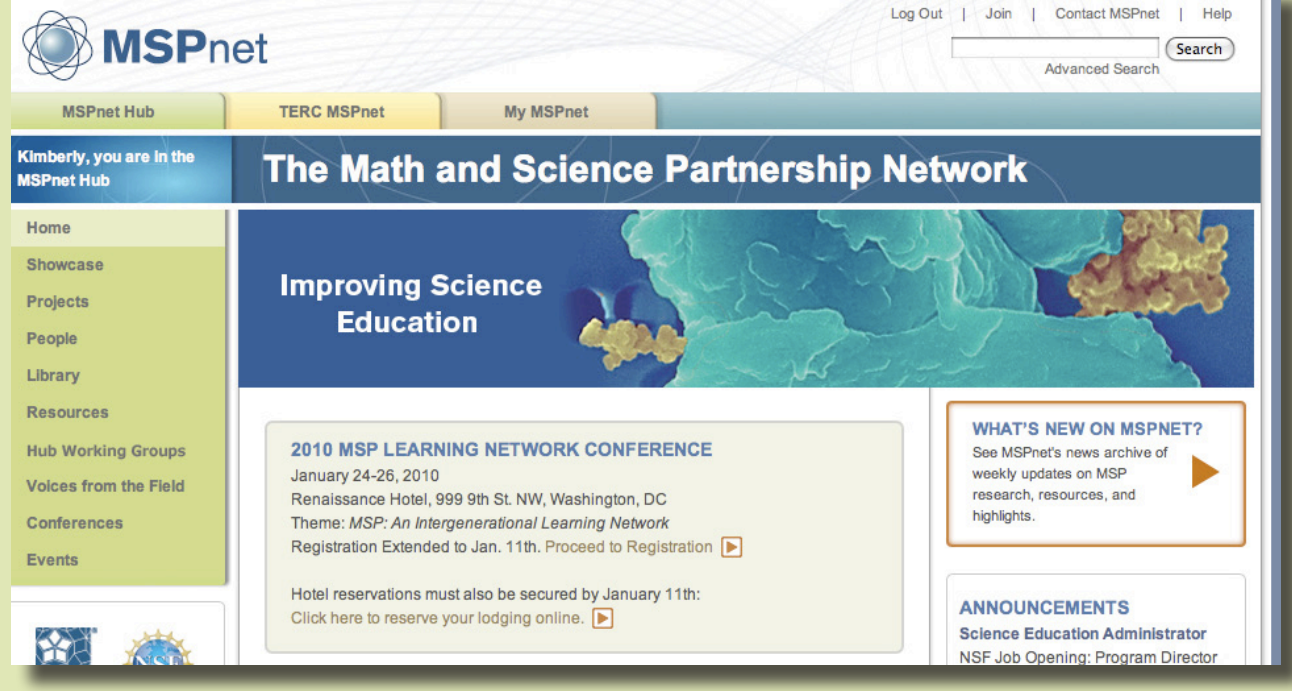 Log Out | Join | Contact MSPnet | Help
MSPnet
Search
Advanced Search
MSPnet Hub
TERC MSPnet
My MSPnet
Kimberly, you are in the
MSPnet Hub
The Math and Science Partnership Network
Home
Showcase
Projects
People
Library
Resources
Hub Working Groups
Voices from the Field
Conferences
Events
NSF
Improving Science
Education
2010 MSP LEARNING NETWORK CONFERENCE
January 24-26, 2010
Renaissance Hotel, 999 9th St. NW, Washington, DC
Theme: MSP: An Intergenerational Learning Network
Registration Extended to Jan. 11th. Proceed to Registration
Hotel reservations must also be secured by January 11th:
Click here to reserve your lodging online.
WHAT'S NEW ON MSPNET?
See MSPnet's news archive of
weekly updates on MSP
research, resources, and
highlights.
ANNOUNCEMENTS
Science Education Administrator
NSF Job Opening: Program Director